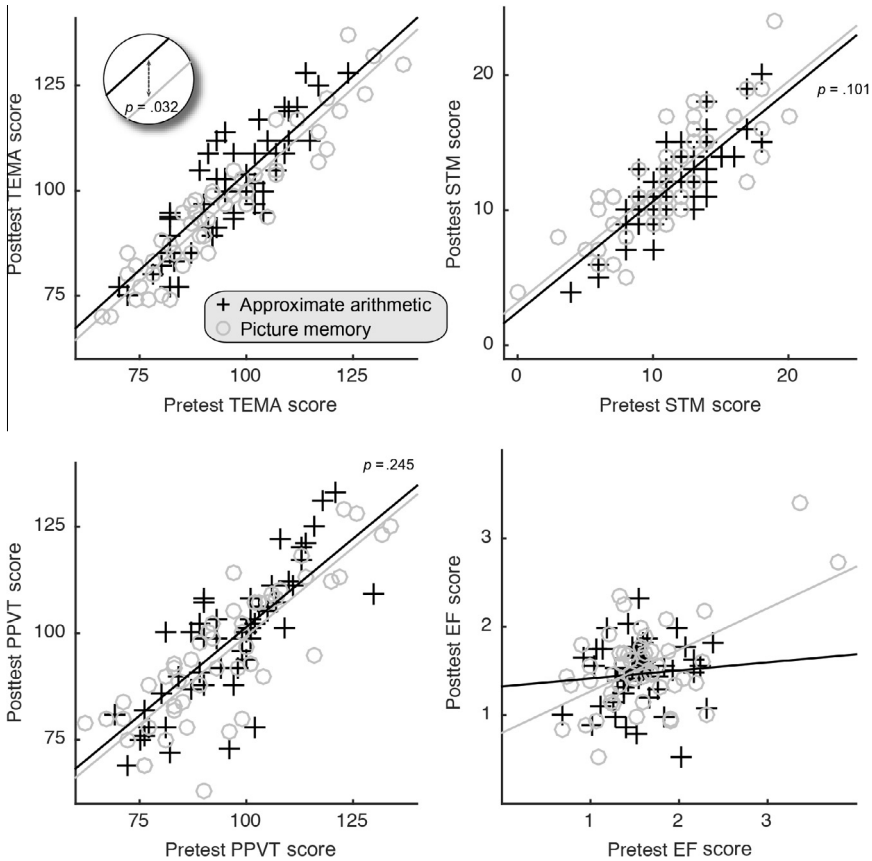 125
100
75
Posttest TEMA score
p = .032
Approximate arithmetic
Picture memory
75
100
125
Pretest TEMA score
20
10
0
Posttest STM score
p = .101
0
10
20
Pretest STM score
125
100
75
Posttest PPVT score
p = .245
75
100
125
Pretest PPVT score
3
2
1
Posttest EF score
1
2
3
Pretest EF score